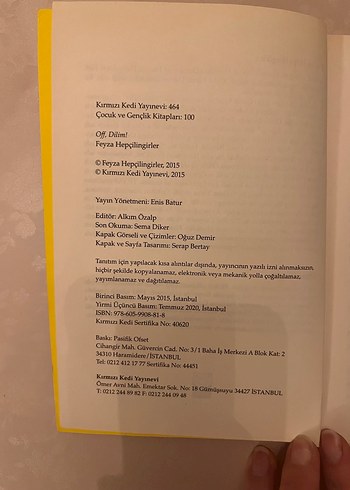 Kırmızı Kedi Yayınevi: 464
Çocuk ve Gençlik Kitapları: 100
Off, Dilim!
Feyza Hepçilingirler
© Feyza Hepçilingirler, 2015
© Kırmızı Kedi Yayınevi, 2015
Yayın Yönetmeni: Enis Batur
Editör: Alkım Özalp
Son Okuma: Sema Diker
Kapak Görseli ve Çizimler: Oğuz Demir
Kapak ve Sayfa Tasarımı: Serap Bertay
Tanıtım için yapılacak kısa alıntılar dışında, yayıncının yazılı izni alınmaksızın,
hiçbir şekilde kopyalanamaz, elektronik veya mekanik yolla çoğaltılamaz,
yayımlanamaz ve dağıtılamaz.
Birinci Basım: Mayıs 2015, İstanbul
Yirmi Üçüncü Basım: Temmuz 2020, İstanbul
ISBN: 978-605-9908-81-8
Kırmızı Kedi Sertifika No: 40620
Baskı: Pasifik Ofset
Cihangir Mah. Güvercin Cad. No: 3/1 Baha İş Merkezi A Blok Kat: 2
34310 Haramidere/İSTANBUL
Tel: 0212 412 17 77 Sertifika No: 44451
Kırmızı Kedi Yayınevi
Ömer Avni Mah. Emektar Sok. No: 18 Gümüşsuyu 34427 İSTANBUL
T: 0212 244 89 82 F: 0212 244 09 48